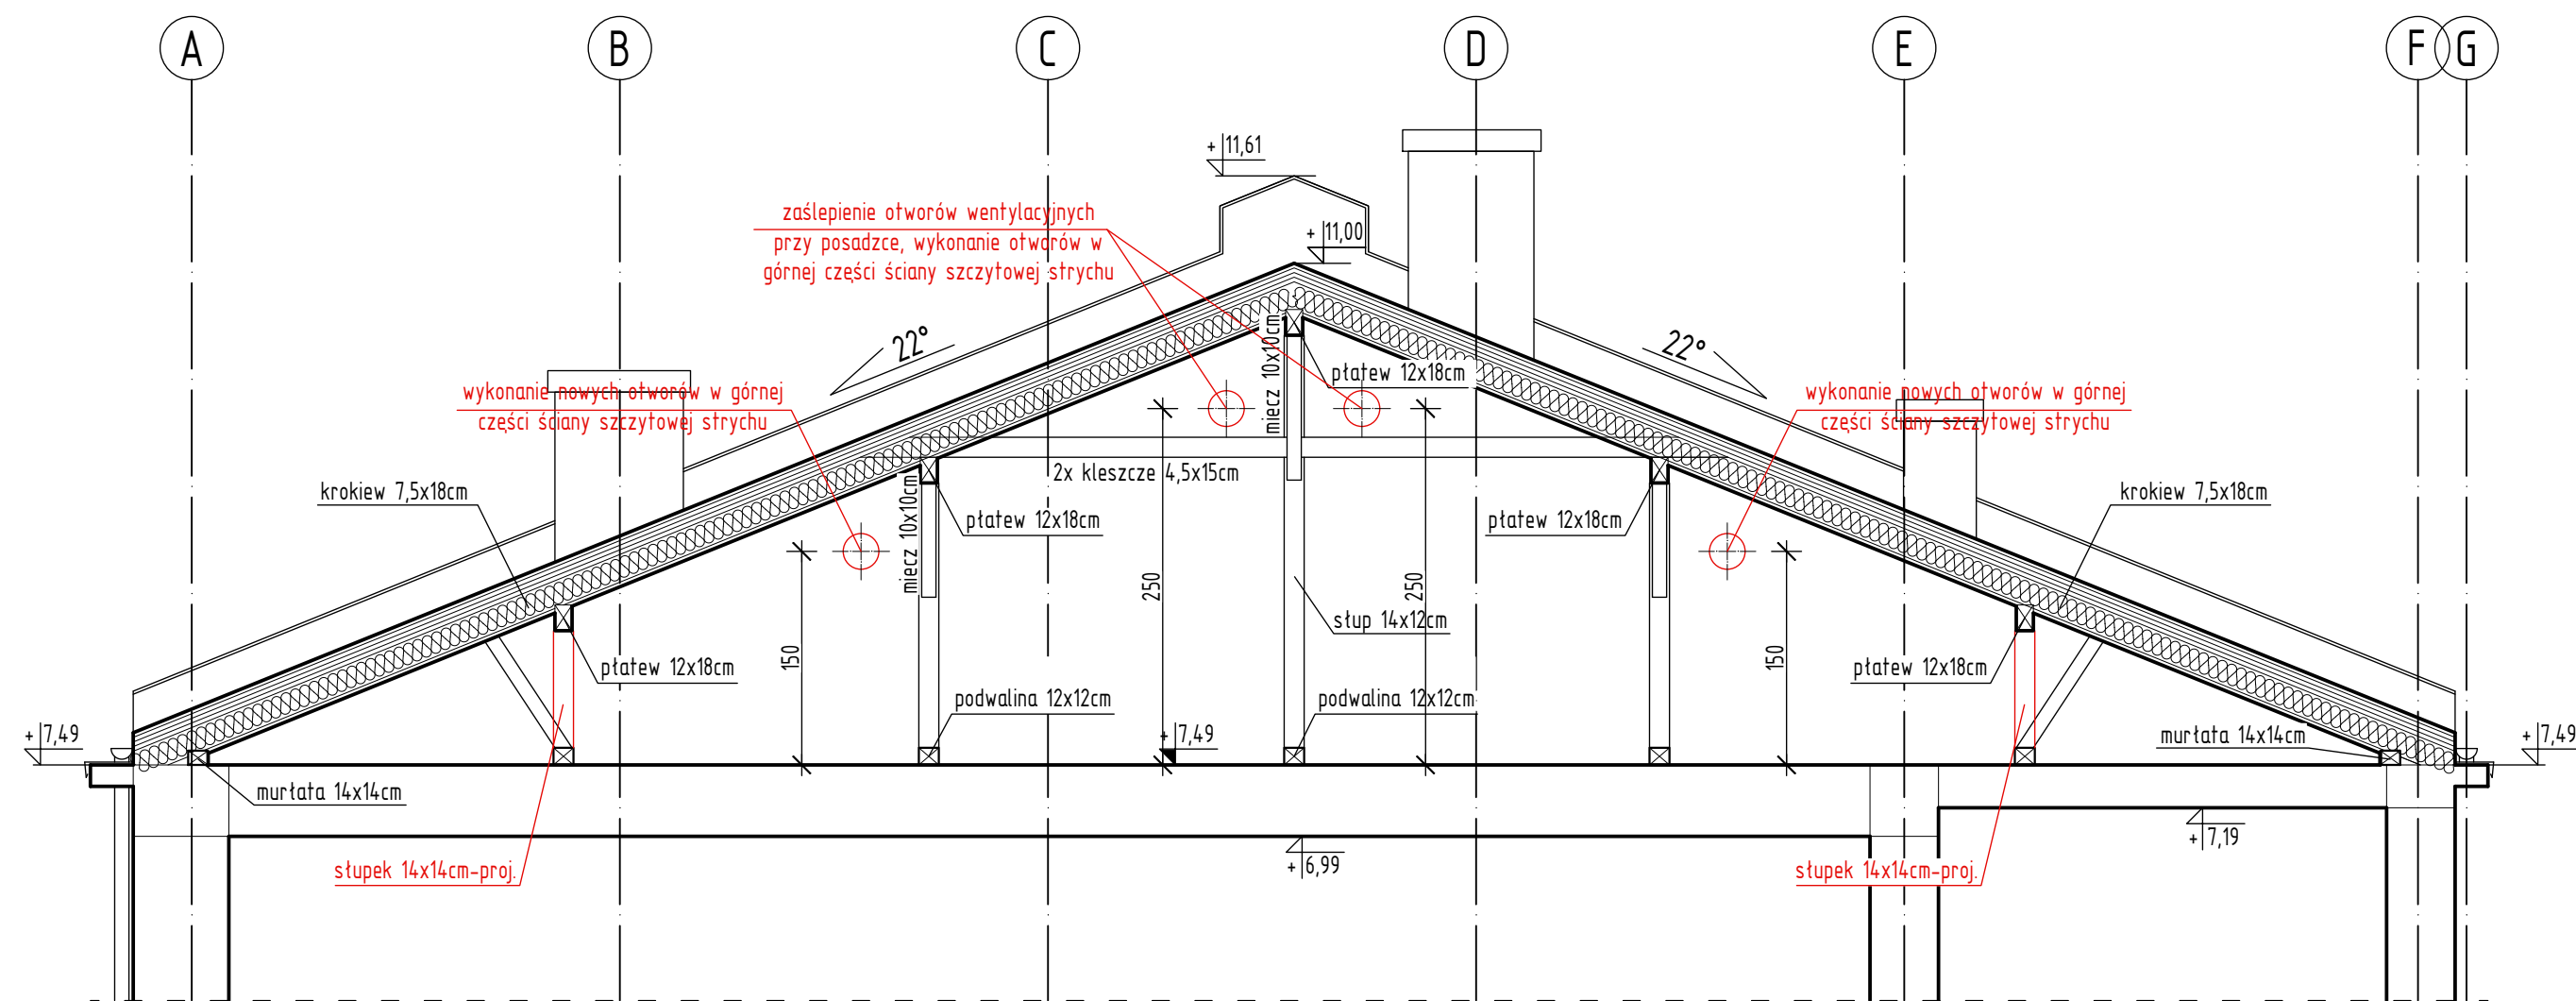 A
B
C
D
E
F
G
+ 11,61
zaślepienie otworów wentylacyjnych
przy posadzce, wykonanie otworów w
górnej części ściany szczytowej strychu
+ 11,00
22°
22°
wykonanie nowych otworów w górnej
części ściany szczytowej strychu
miecz 10x10cm
płatew 12x18cm
wykonanie nowych otworów w górnej
części ściany szczytowej strychu
krokiew 7,5x18cm
2x kleszcze 4,5x15cm
krokiew 7,5x18cm
miecz 10x10cm
płatew 12x18cm
płatew 12x18cm
150
250
250
150
słup 14x12cm
płatew 12x18cm
płatew 12x18cm
podwalina 12x12cm
podwalina 12x12cm
+ 7,49
+ 7,49
murłata 14x14cm
+ 7,49
murłata 14x14cm
+ 7,19
+ 6,99
słupek 14x14cm-proj.
słupek 14x14cm-proj.